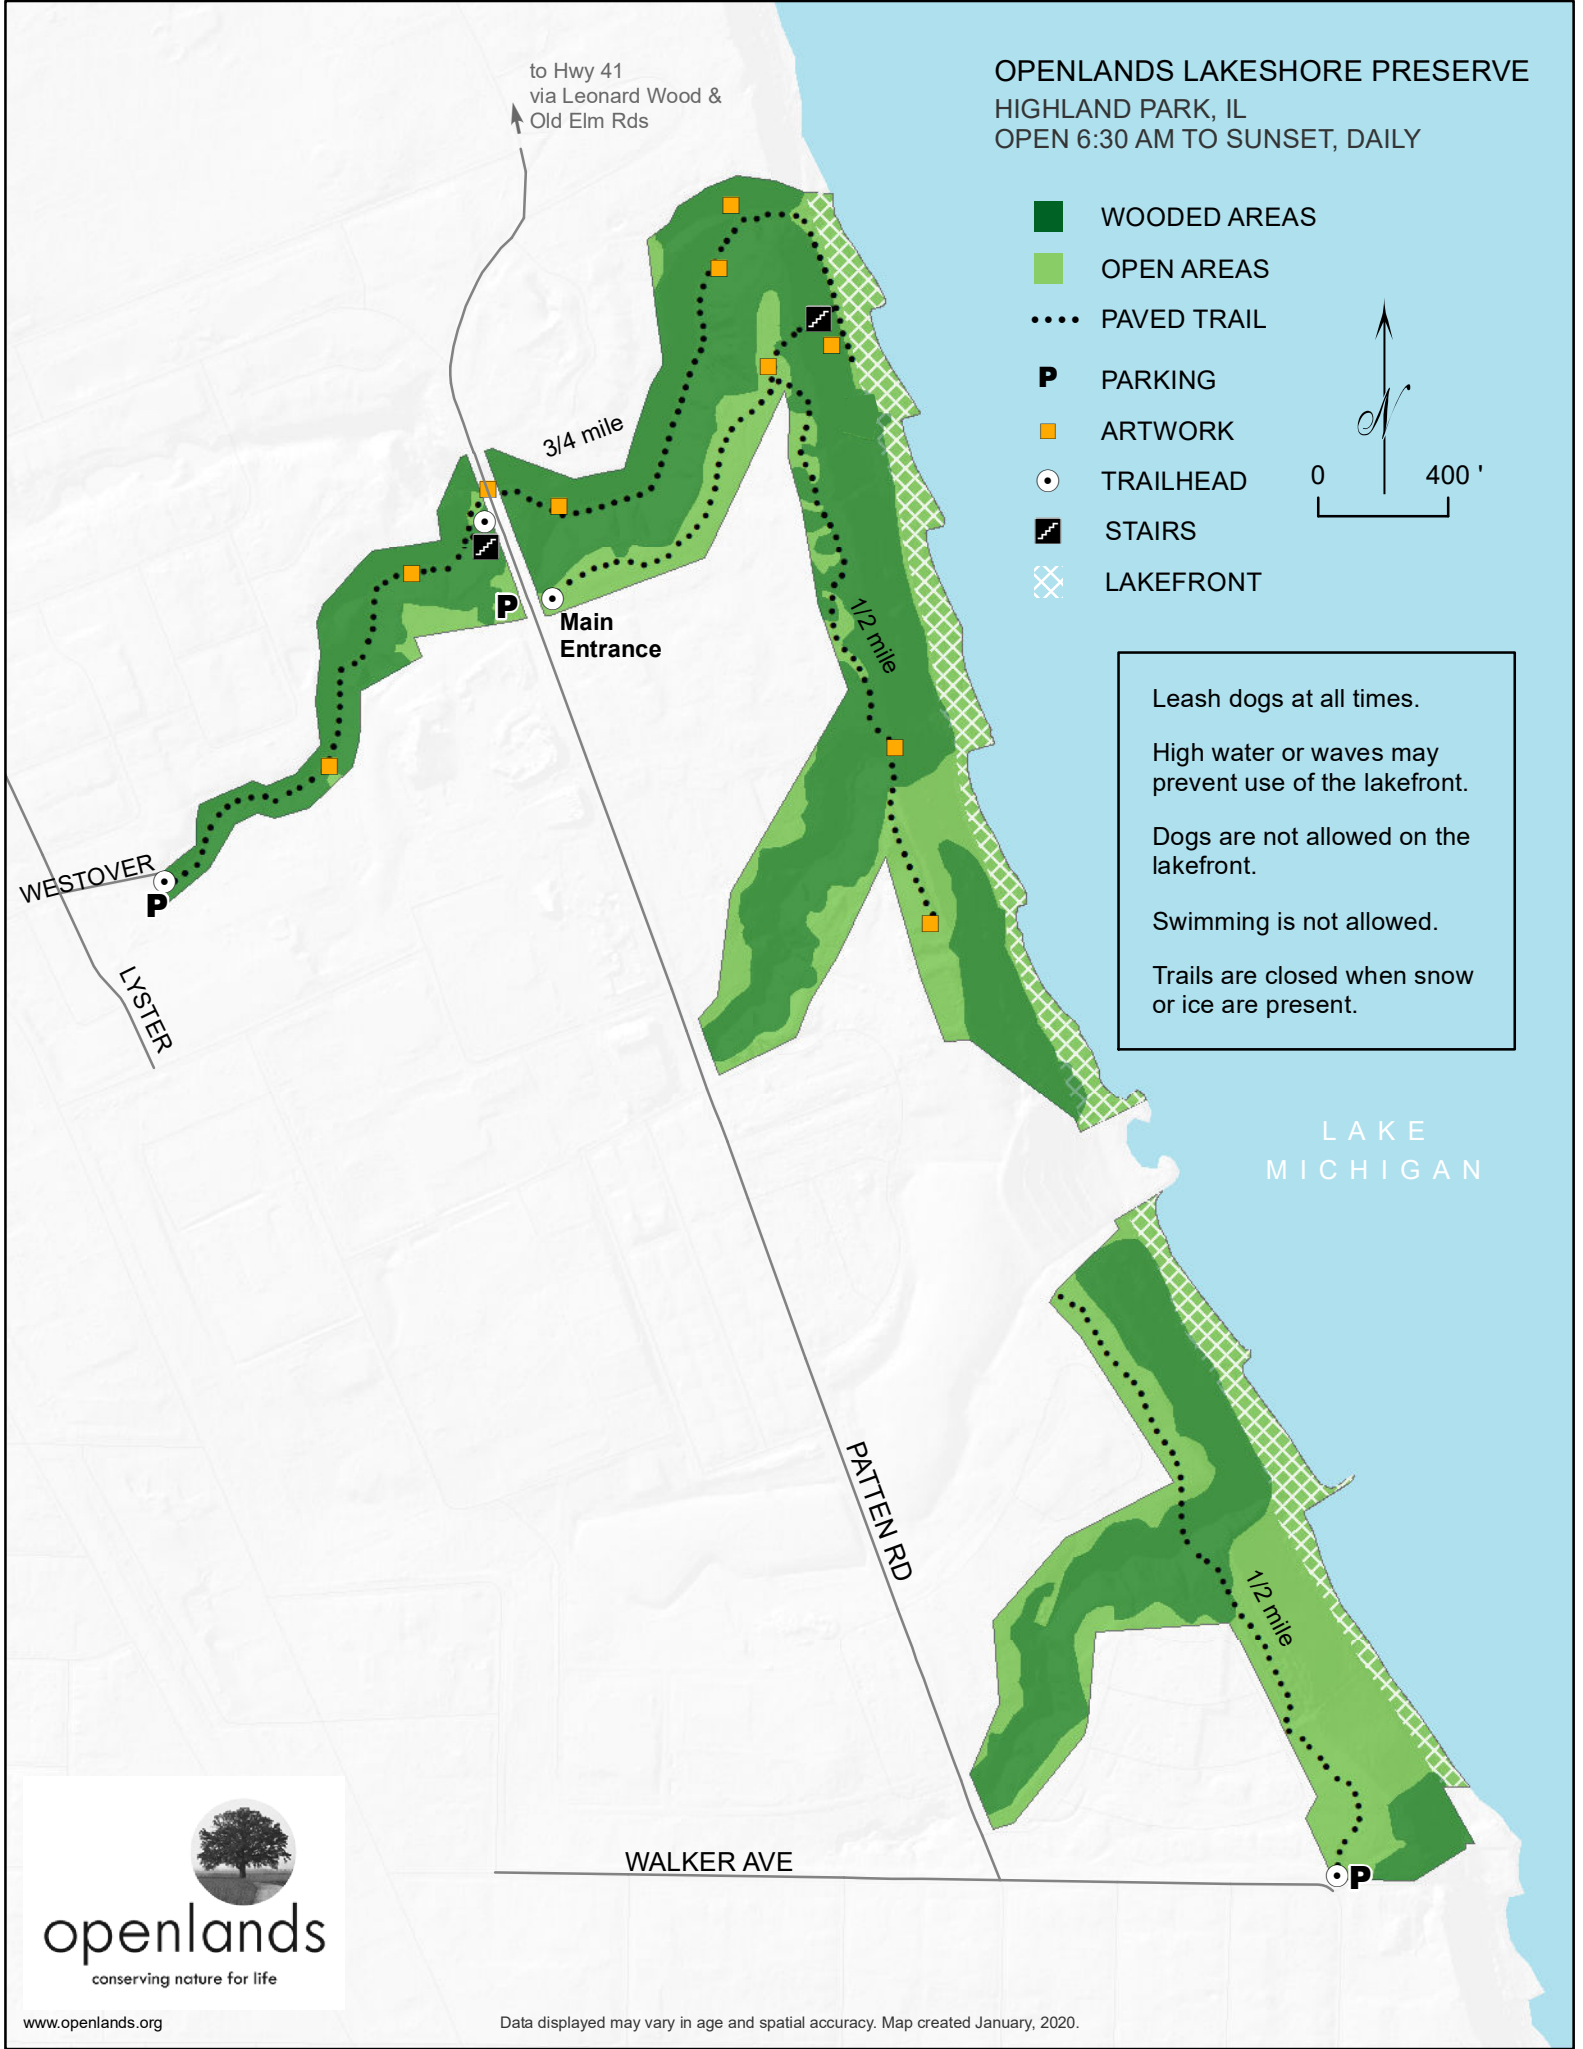 to Hwy 41
via Leonard Wood &
Old Elm Rds
OPENLANDS LAKESHORE PRESERVE
HIGHLAND PARK, IL
OPEN 6:30 AM TO SUNSET, DAILY
WOODED AREAS
OPEN AREAS
PAVED TRAIL
P PARKING
ARTWORK
TRAILHEAD
STAIRS
LAKEFRONT
N
0 400 '
3/4 mile
P
Main
Entrance
1/2 mile
Leash dogs at all times.
High water or waves may
prevent use of the lakefront.
Dogs are not allowed on the
lakefront.
Swimming is not allowed.
Trails are closed when snow
or ice are present.
WESTOVER
P
LYSTER
LAKE
MICHIGAN
PATTEN RD
1/2 mile
WALKER AVE
P
openlands
conserving nature for life
www.openlands.org
Data displayed may vary in age and spatial accuracy. Map created January, 2020.